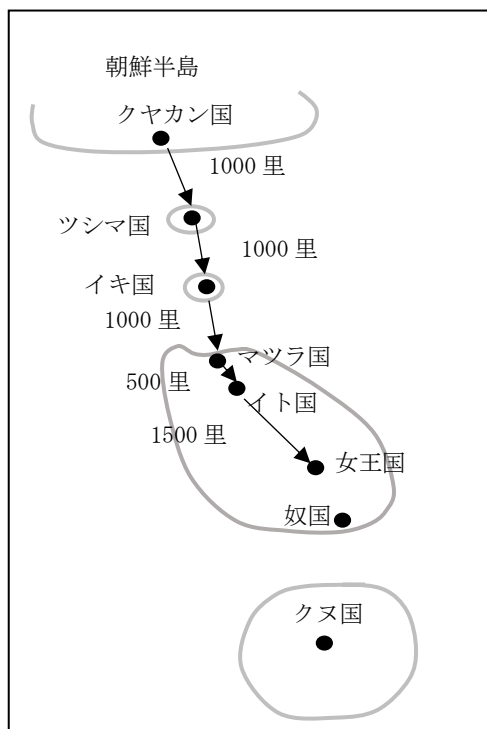 朝鮮半島
クヤカン国
1000 里
ツシマ国
1000 里
イキ国
1000 里
マツラ国
500 里
イト国
1500 里
女王国
奴国
クヌ国